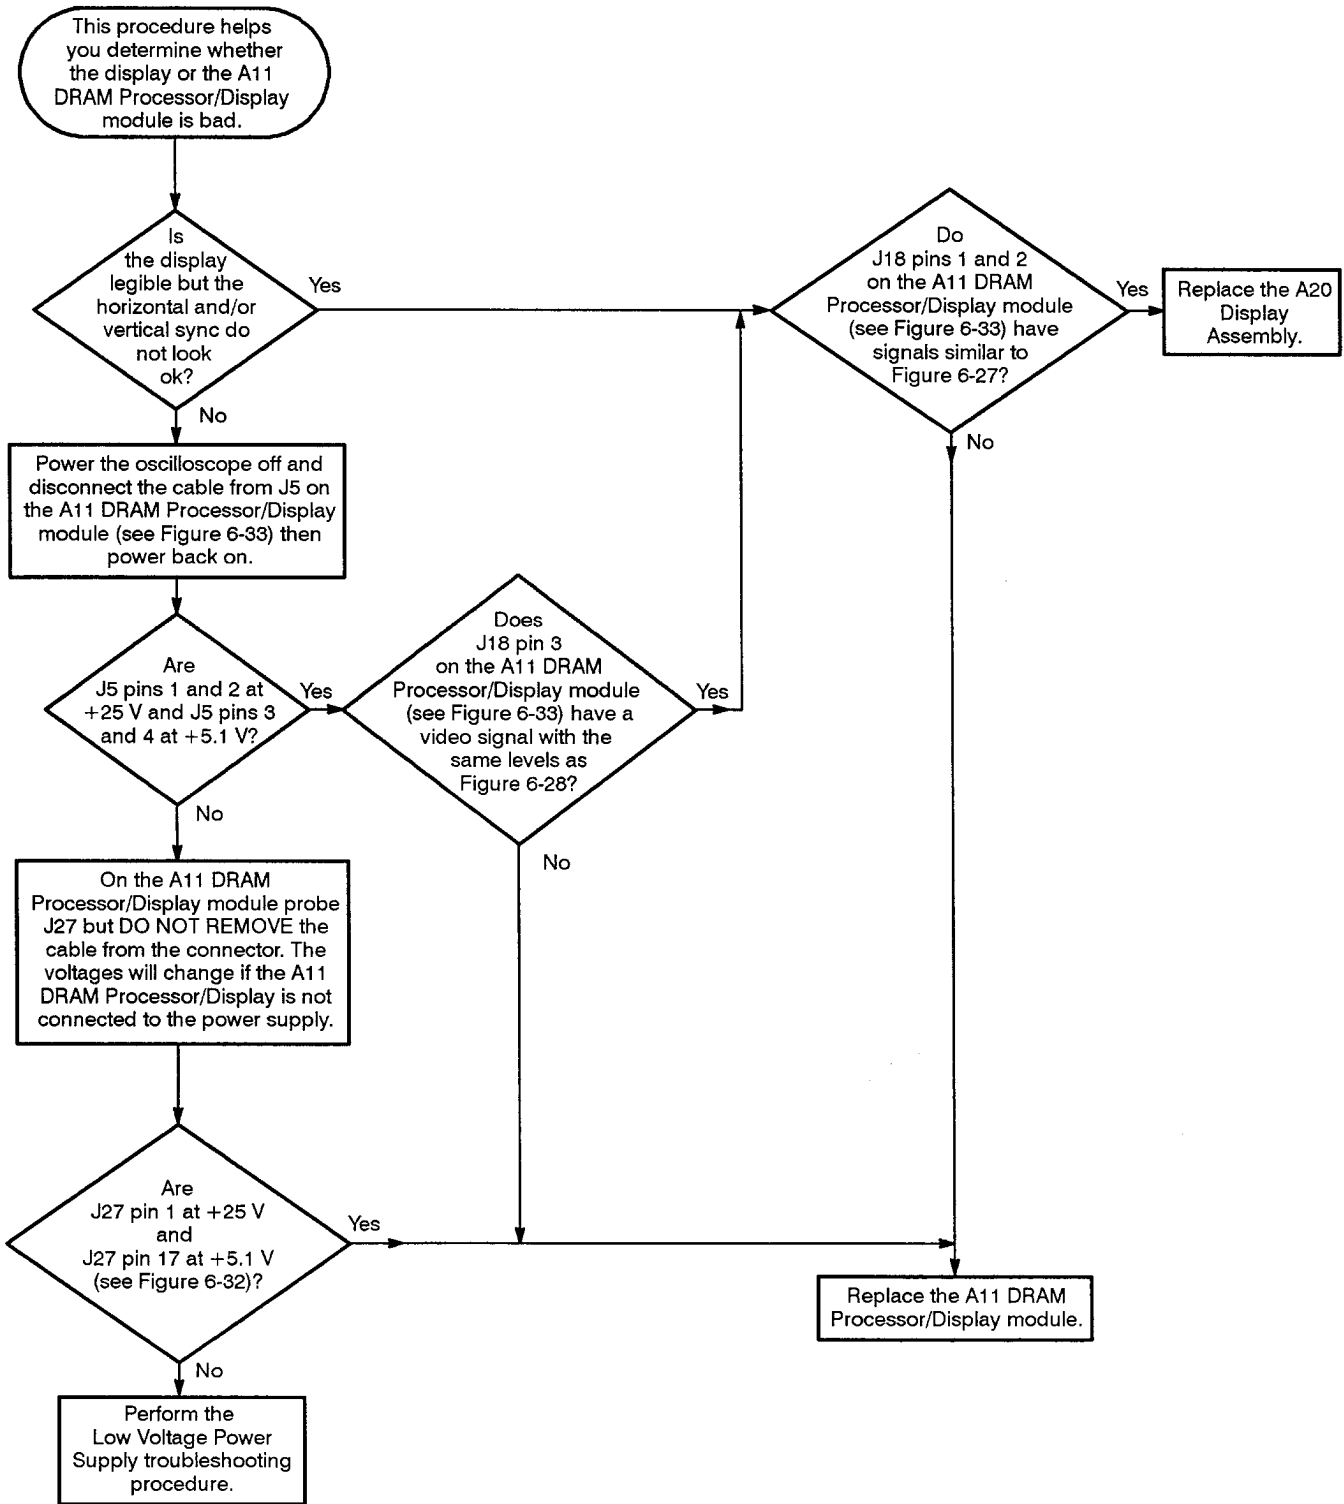 This procedure helps
you determine whether
the display or the A11
DRAM Processor/Display
module is bad.
Is
the display
legible but the
horizontal and/or
vertical sync do
not look
ok?
Yes
No
Do
J18 pins 1 and 2
on the A11 DRAM
Processor/Display module
(see Figure 6-33) have
signals similar to
Figure 6-27?
Yes
No
Replace the A20
Display
Assembly.
Power the oscilloscope off and
disconnect the cable from J5 on
the A11 DRAM Processor/Display
module (see Figure 6-33) then
power back on.
Are
J5 pins 1 and 2 at
+25 V and J5 pins 3
and 4 at +5.1 V?
Yes
No
Does
J18 pin 3
on the A11 DRAM
Processor/Display module
(see Figure 6-33) have a
video signal with the
same levels as
Figure 6-28?
Yes
No
On the A11 DRAM
Processor/Display module probe
J27 but DO NOT REMOVE the
cable from the connector. The
voltages will change if the A11
DRAM Processor/Display is not
connected to the power supply.
Are
J27 pin 1 at +25 V
and
J27 pin 17 at +5.1 V
(see Figure 6-32)?
Yes
No
Replace the A11 DRAM
Processor/Display module.
Perform the
Low Voltage Power
Supply troubleshooting
procedure.